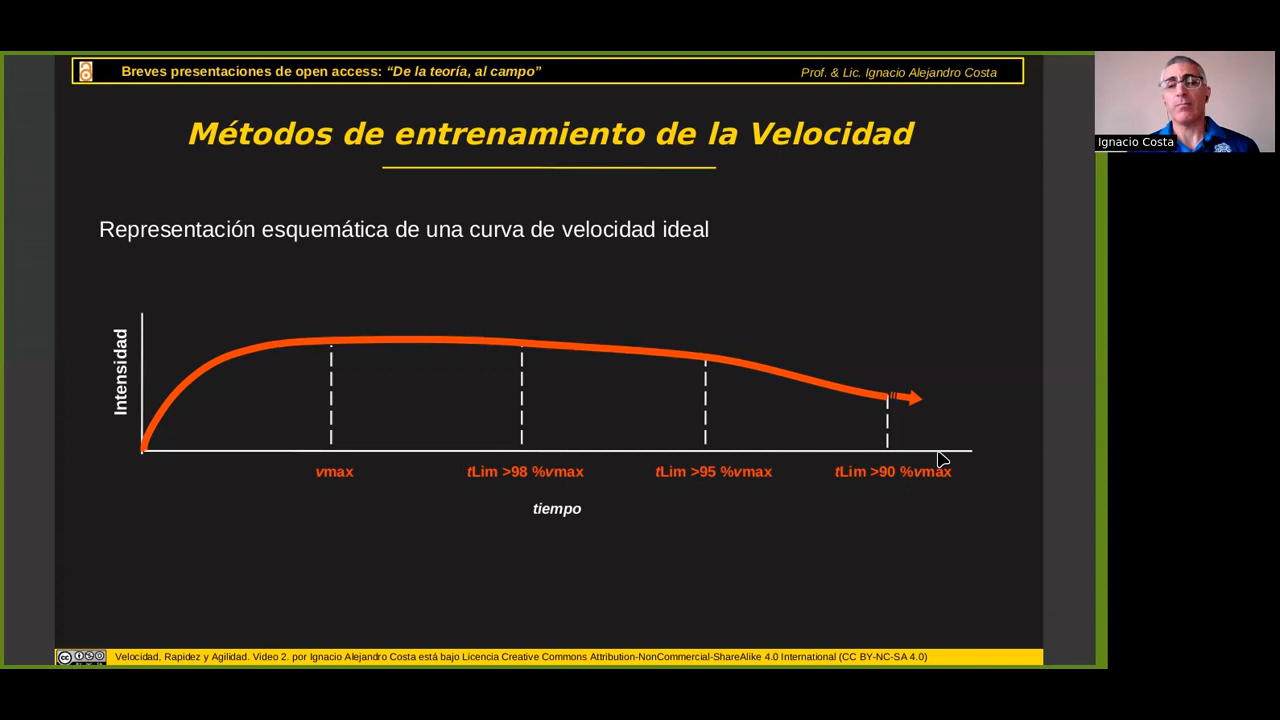 Breves presentaciones de open access: “De la teoría, al campo”
Prof. & Lic. Ignacio Alejandro Costa
Ignacio Costa
Métodos de entrenamiento de la Velocidad
Representación esquemática de una curva de velocidad ideal
Intensidad
vmax
tLim >98 %vmax
tLim >95 %vmax
tLim >90 %vmax
tiempo
Velocidad, Rapidez y Agilidad. Video 2. por Ignacio Alejandro Costa está bajo Licencia Creative Commons Attribution-NonCommercial-ShareAlike 4.0 International (CC BY-NC-SA 4.0)